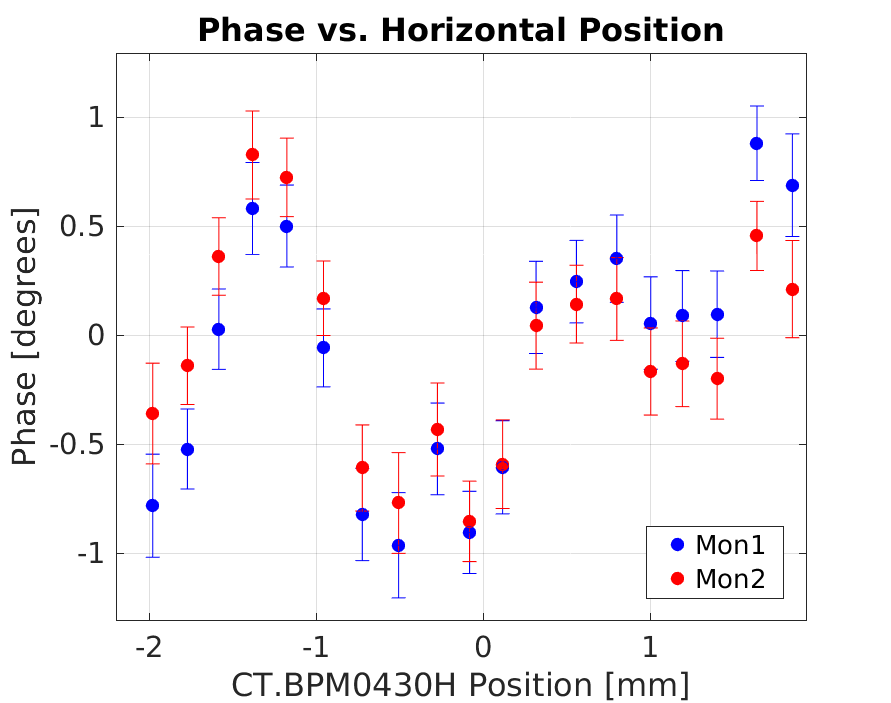 Phase vs. Horizontal Position
Phase [degrees]
1
0.5
0
-0.5
-1
-2
-1
0
1
CT.BPM0430H Position [mm]
Mon1
Mon2